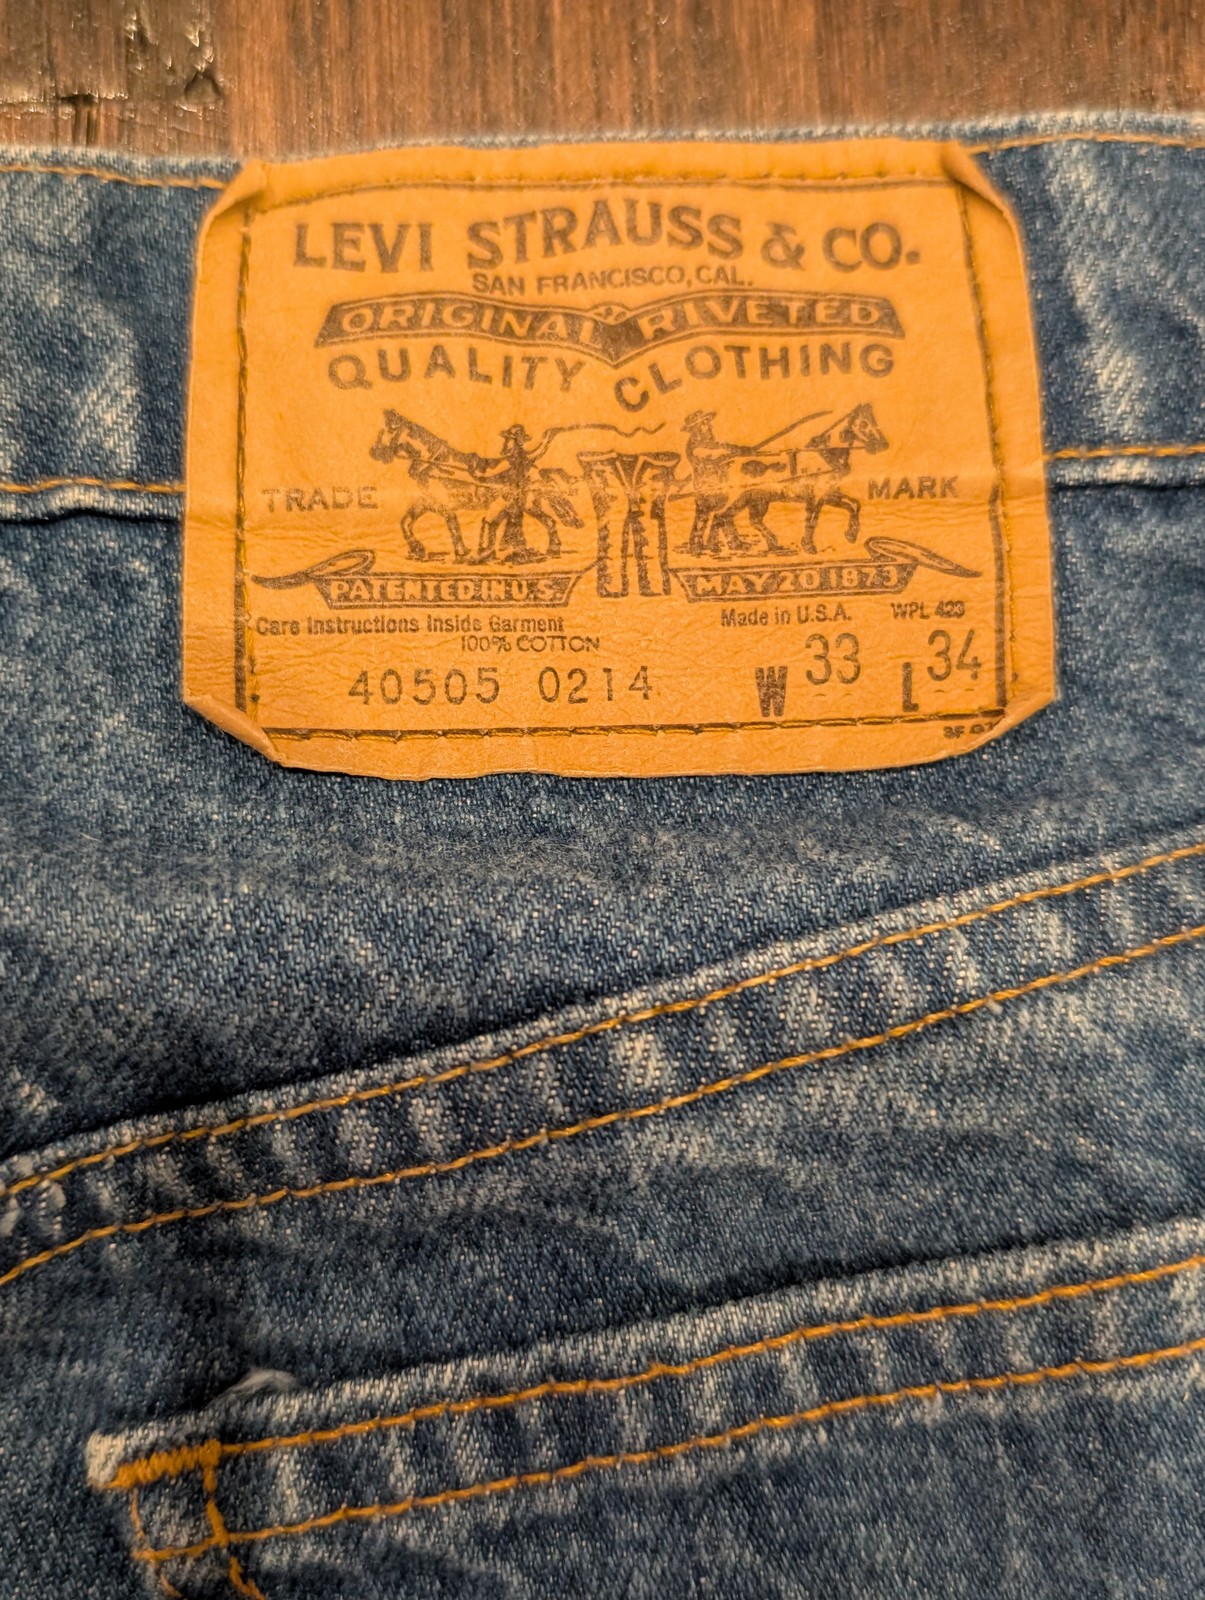 LEVI STRAUSS & CO.
SAN FRANCISCO, CAL.
ORIGINAL RIVETED
QUALITY CLOTHING
TRADE MARK
PATENTED IN U.S. MAY 20 1873
Care Instructions Inside Garment Made in U.S.A. WPL 423
100% COTTON
40505 0214 W 33 L 34